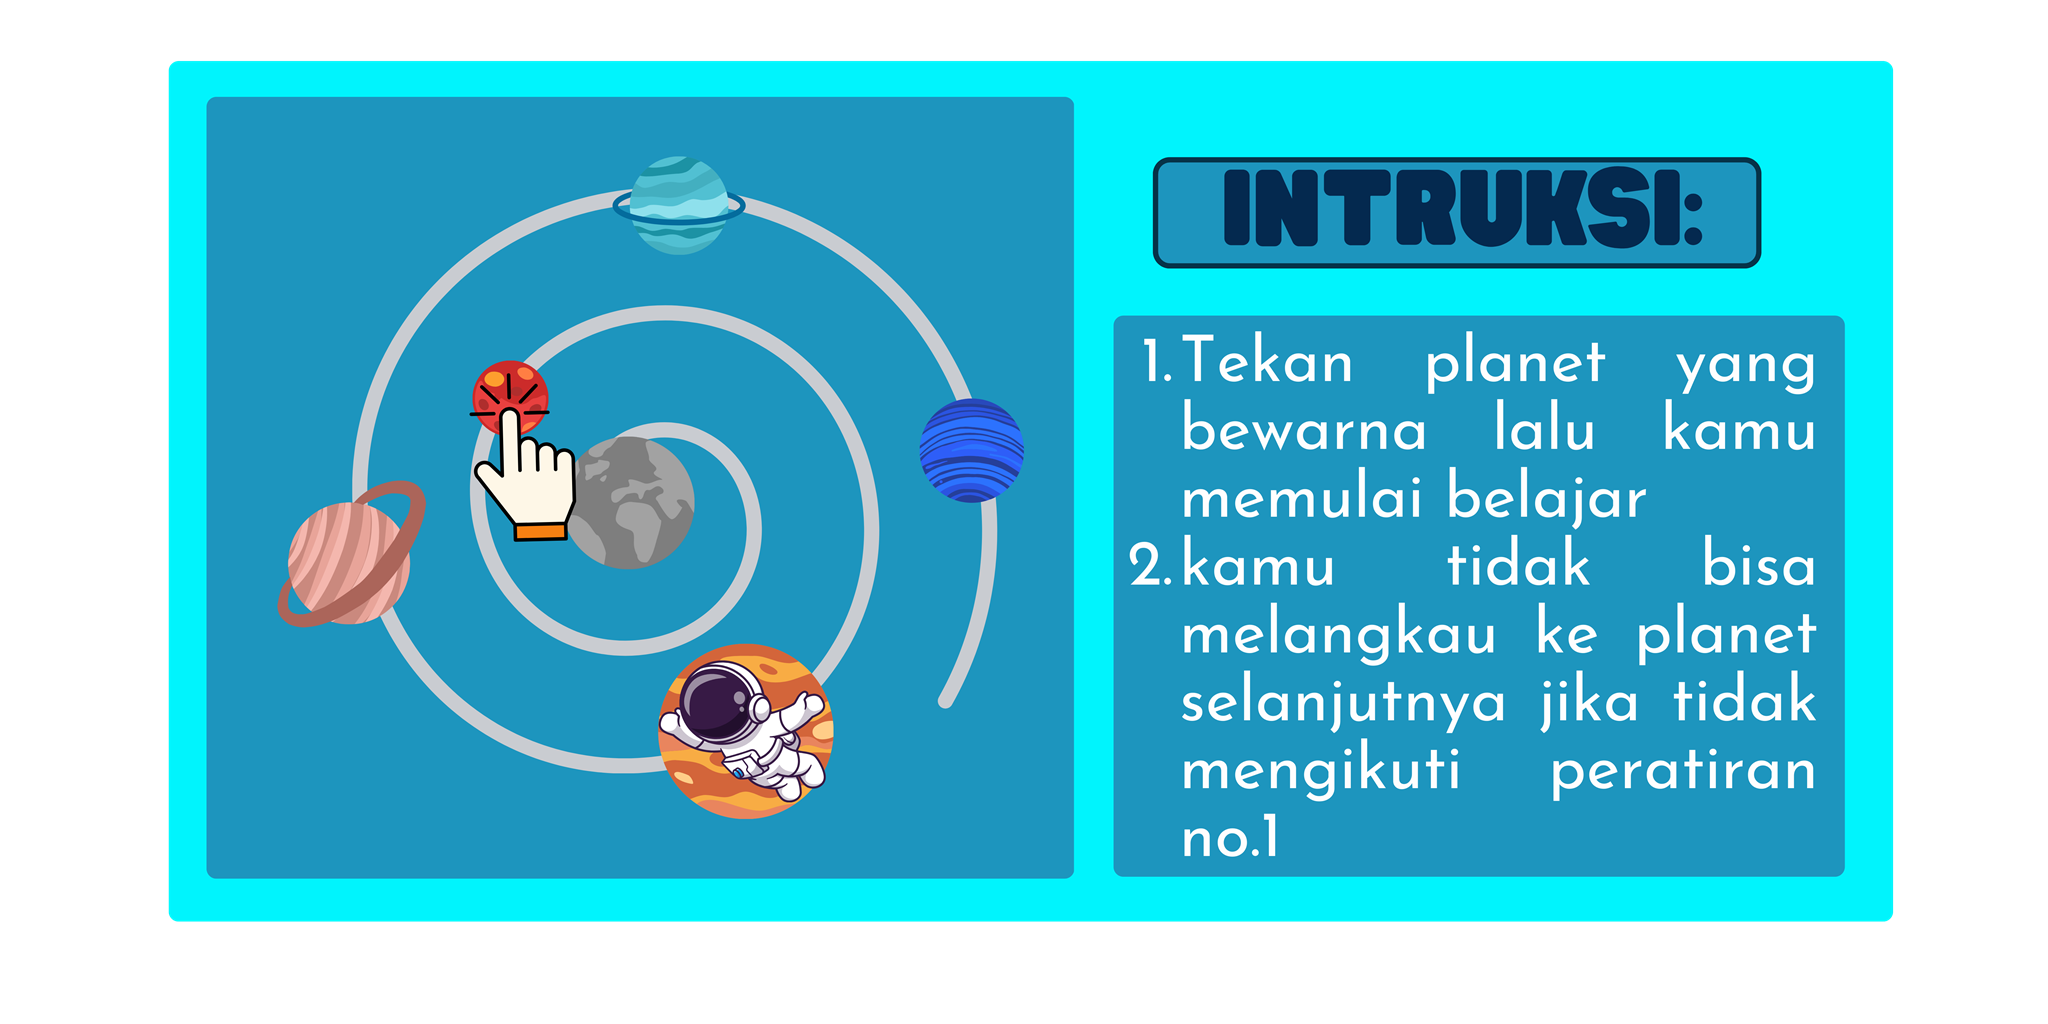 INTRUKSI:
1. Tekan planet yang
bewarna lalu kamu
memulai belajar
2. kamu tidak bisa
melangkau ke planet
selanjutnya jika tidak
mengikuti peratiran
no.1